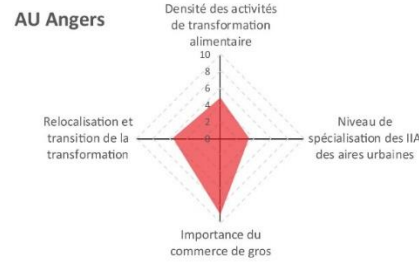 AU Angers
Densité des activités
de transformation
alimentaire
10
8
6
4
2
0
Relocalisation et
transition de la
transformation
Niveau de
spécialisation des IIA
des aires urbaines
Importance du
commerce de gros